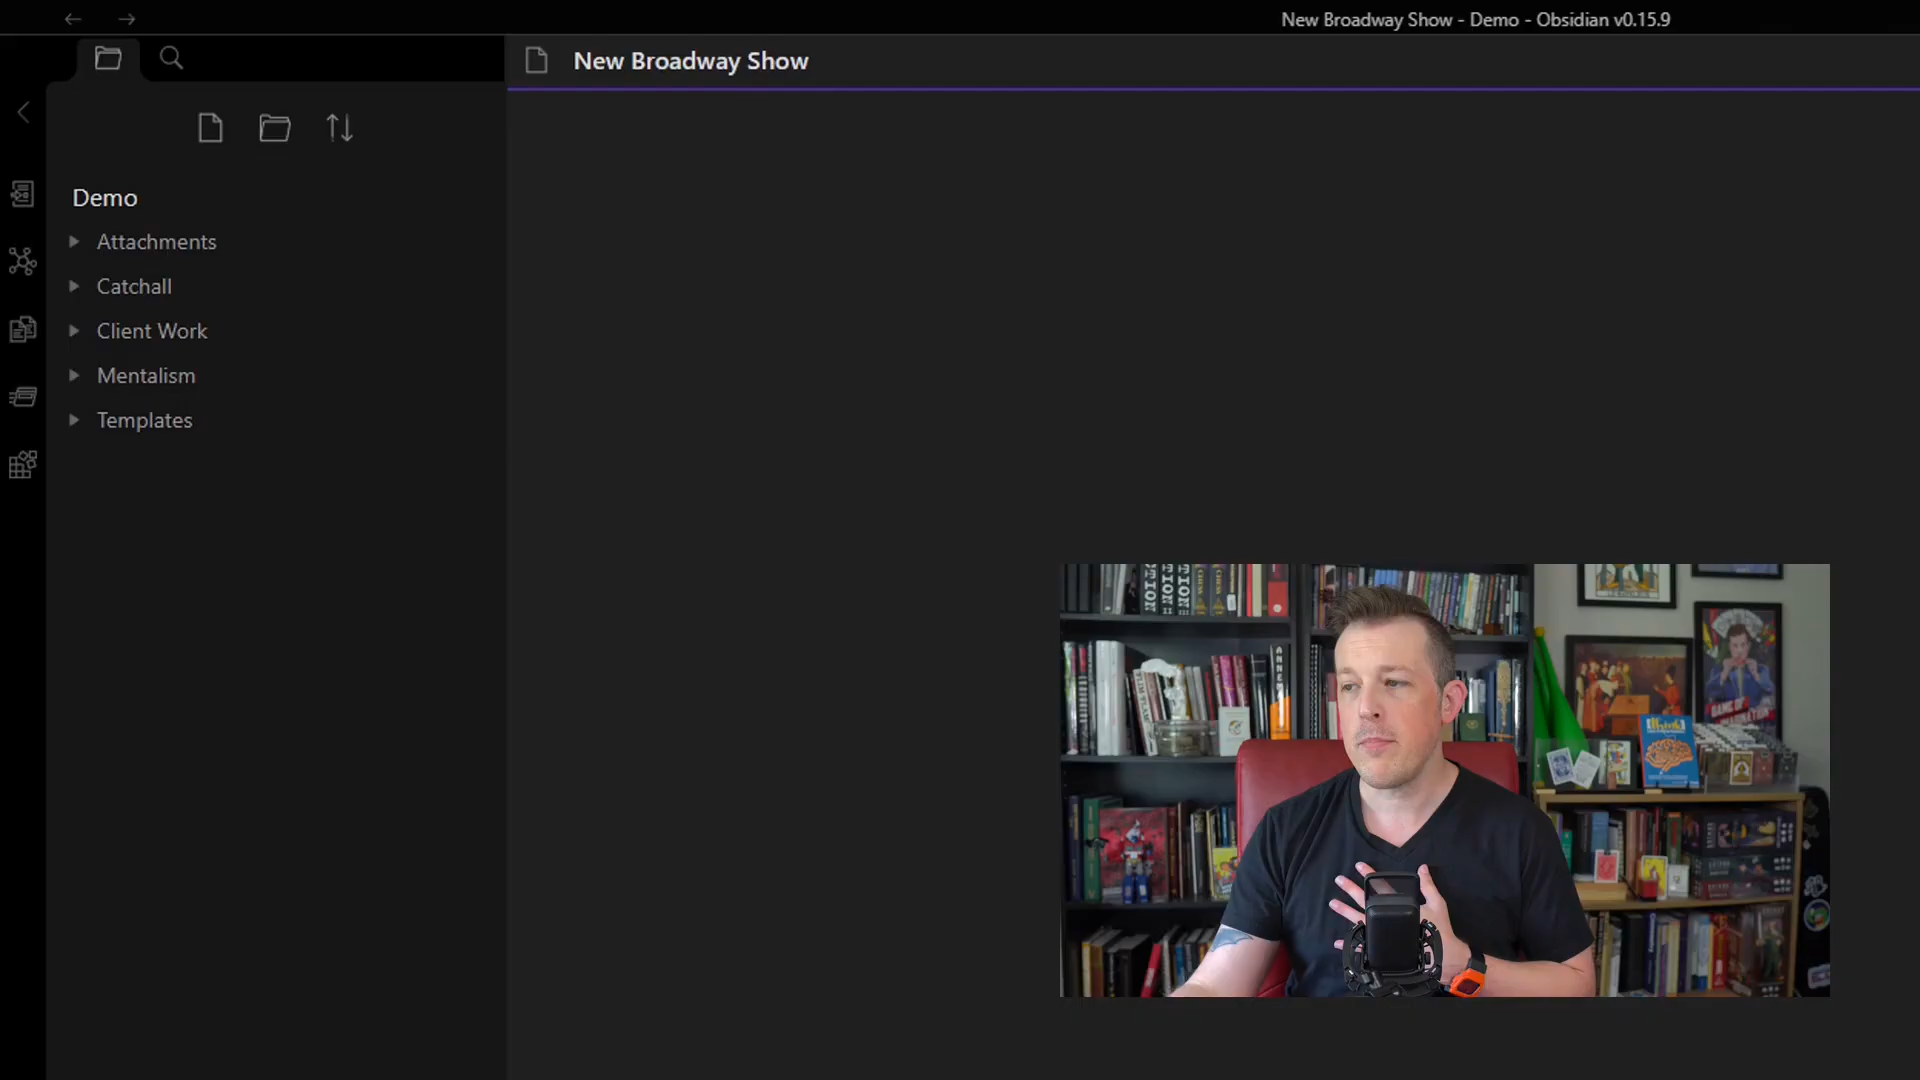 New Broadway Show - Demo - Obsidian v0.15.9
New Broadway Show
Demo
Attachments
Catchall
Client Work
Mentalism
Templates